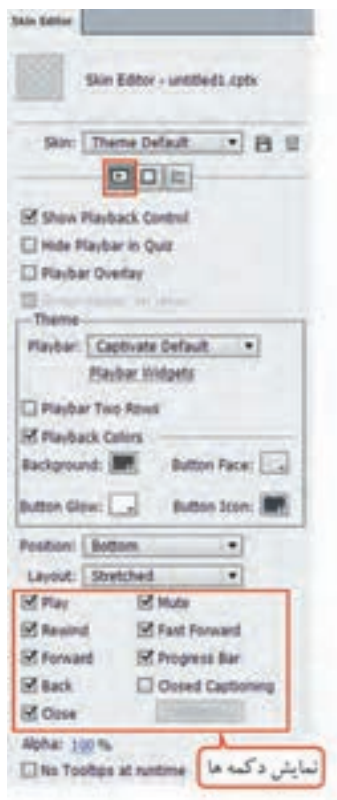 Skin Editor
Skin Editor - untitled1.cptx
Skin: Theme Default
Show Playback Control
Hide Playbar in Quiz
Playbar Overlay
Theme
Playbar: Captivate Default
Playbar Widgets
Playbar Two Rows
Playback Colors
Background: Button Face:
Button Glow: Button Icon:
Position: Bottom
Layout: Stretched
Play Mute
Rewind Fast Forward
Forward Progress Bar
Back Closed Captioning
Close
Alpha: 100 %
No Tooltips at runtime
نمایش دکمه ها